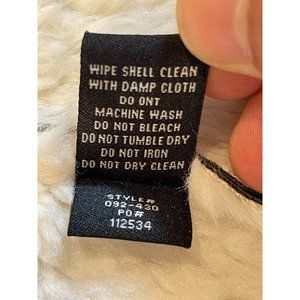 WIPE SHELL CLEAN
WITH DAMP CLOTH
DO ONT
MACHINE WASH
DO NOT BLEACH
DO NOT TUMBLE DRY
DO NOT IRON
DO NOT DRY CLEAN
STYLE#
092-430
PO#
112534